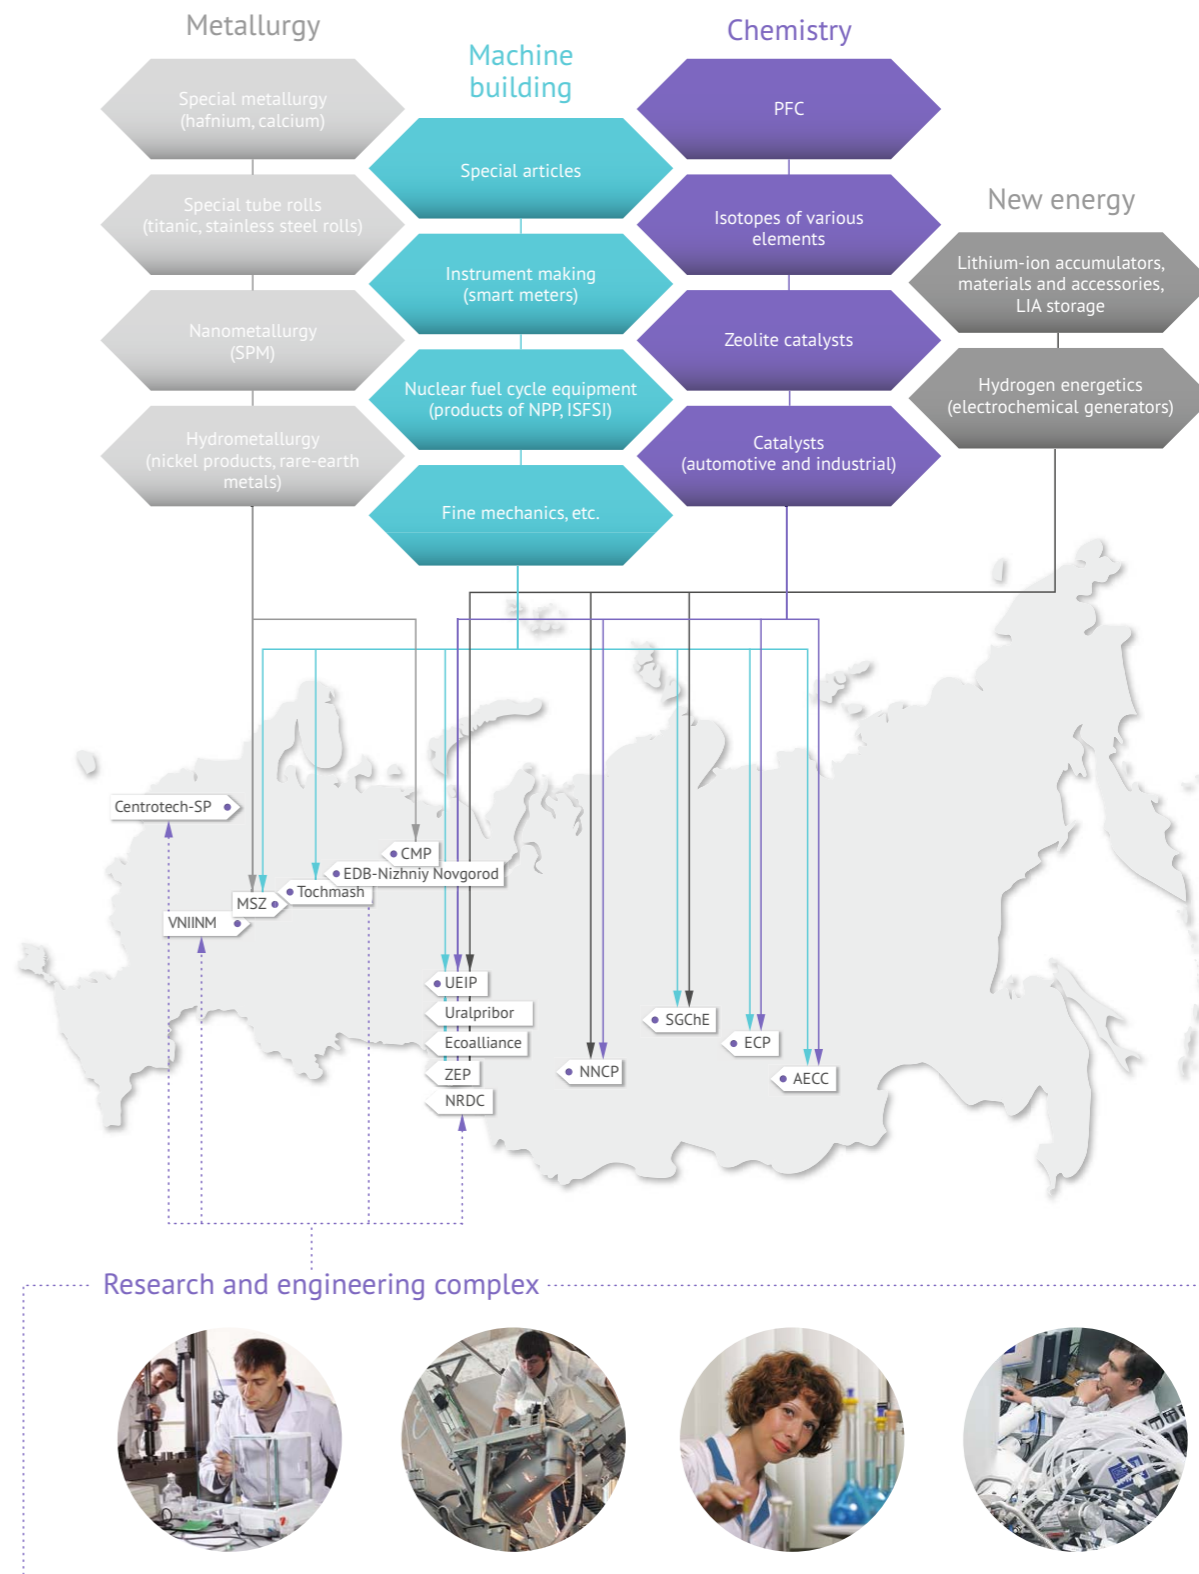 Metallurgy
Special metallurgy
(hafnium, calcium)
Special tube rolls
(titanic, stainless steel rolls)
Nanometallurgy
(SPM)
Hydrometallurgy
(nickel products, rare-earth
metals)
Machine
building
Special articles
Instrument making
(smart meters)
Nuclear fuel cycle equipment
(products of NPP, ISFSI)
Fine mechanics, etc.
Chemistry
PFC
Isotopes of various
elements
Zeolite catalysts
Catalysts
(automotive and industrial)
New energy
Lithium-ion accumulators,
materials and accessories,
LIA storage
Hydrogen energetics
(electrochemical generators)
Centrotech-SP
CMP
EDB-Nizhniy Novgorod
Tochmash
MSZ
VNIINM
UEIP
Uralpribor
Ecoalliance
ZEP
NRDC
NNCP
SGChE
ECP
AECC
Research and engineering complex